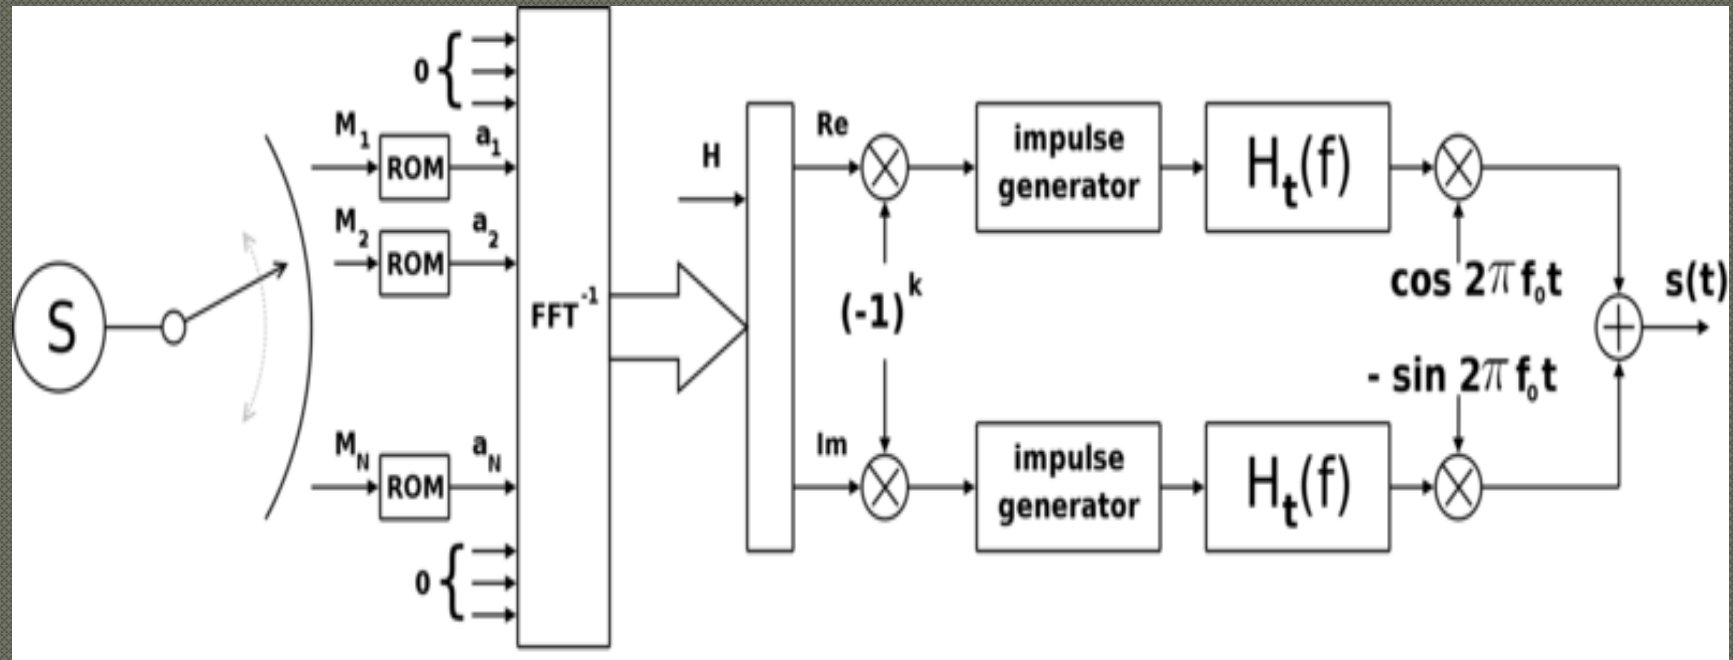 0
M1
a1
ROM
M2
a2
ROM
S
MN
aN
ROM
0
FFT-1
H
Re
Im
(-1)k
impulse
generator
Ht(f)
cos 2π f0t
s(t)
- sin 2π f0t
impulse
generator
Ht(f)